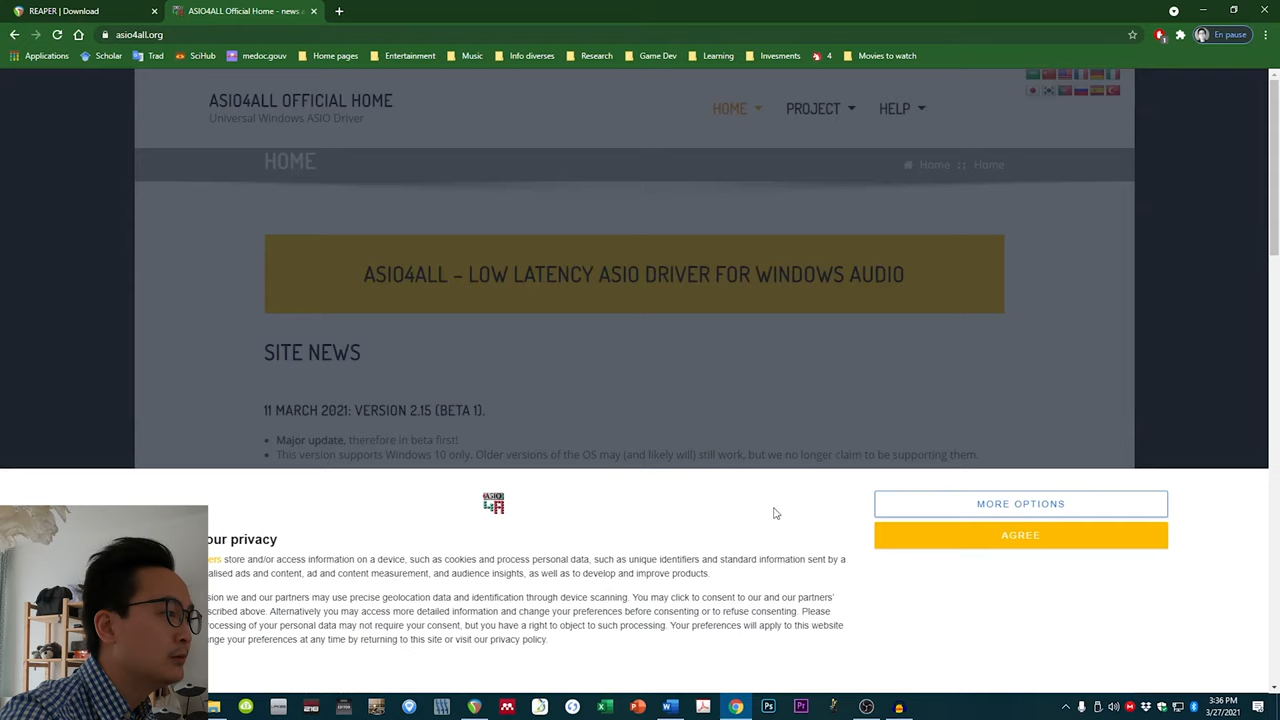 REAPER | Download
ASIO4ALL Official Home - news a
asio4all.org
En pause
Applications
Scholar
Trad
SciHub
medoc.gouv
Home pages
Entertainment
Music
Info diverses
Research
Game Dev
Learning
Invesments
4
Movies to watch
ASIO4ALL OFFICIAL HOME
Universal Windows ASIO Driver
HOME
PROJECT
HELP
HOME
Home :: Home
ASIO4ALL – LOW LATENCY ASIO DRIVER FOR WINDOWS AUDIO
SITE NEWS
11 MARCH 2021: VERSION 2.15 (BETA 1).
Major update, therefore in beta first!
This version supports Windows 10 only. Older versions of the OS may (and likely will) still work, but we no longer claim to be supporting them.
MORE OPTIONS
AGREE
our privacy
ers store and/or access information on a device, such as cookies and process personal data, such as unique identifiers and standard information sent by a
alised ads and content, ad and content measurement, and audience insights, as well as to develop and improve products.
sion we and our partners may use precise geolocation data and identification through device scanning. You may click to consent to our and our partners'
scribed above. Alternatively you may access more detailed information and change your preferences before consenting or to refuse consenting. Please
rocessing of your personal data may not require your consent, but you have a right to object to such processing. Your preferences will apply to this website
ange your preferences at any time by returning to this site or visit our privacy policy.
3:36 PM
3/27/2021